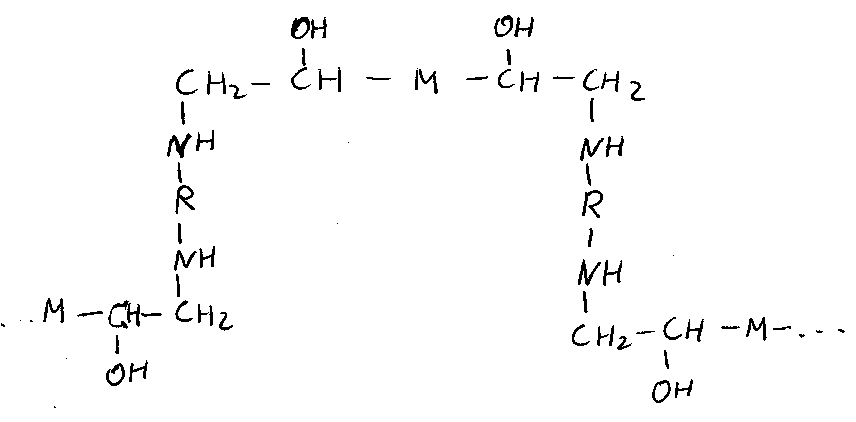 OH OH
CH2 – CH – M – CH – CH2
NH NH
R R
NH NH
...M – CH – CH2 CH2 – CH – M – ...
OH OH